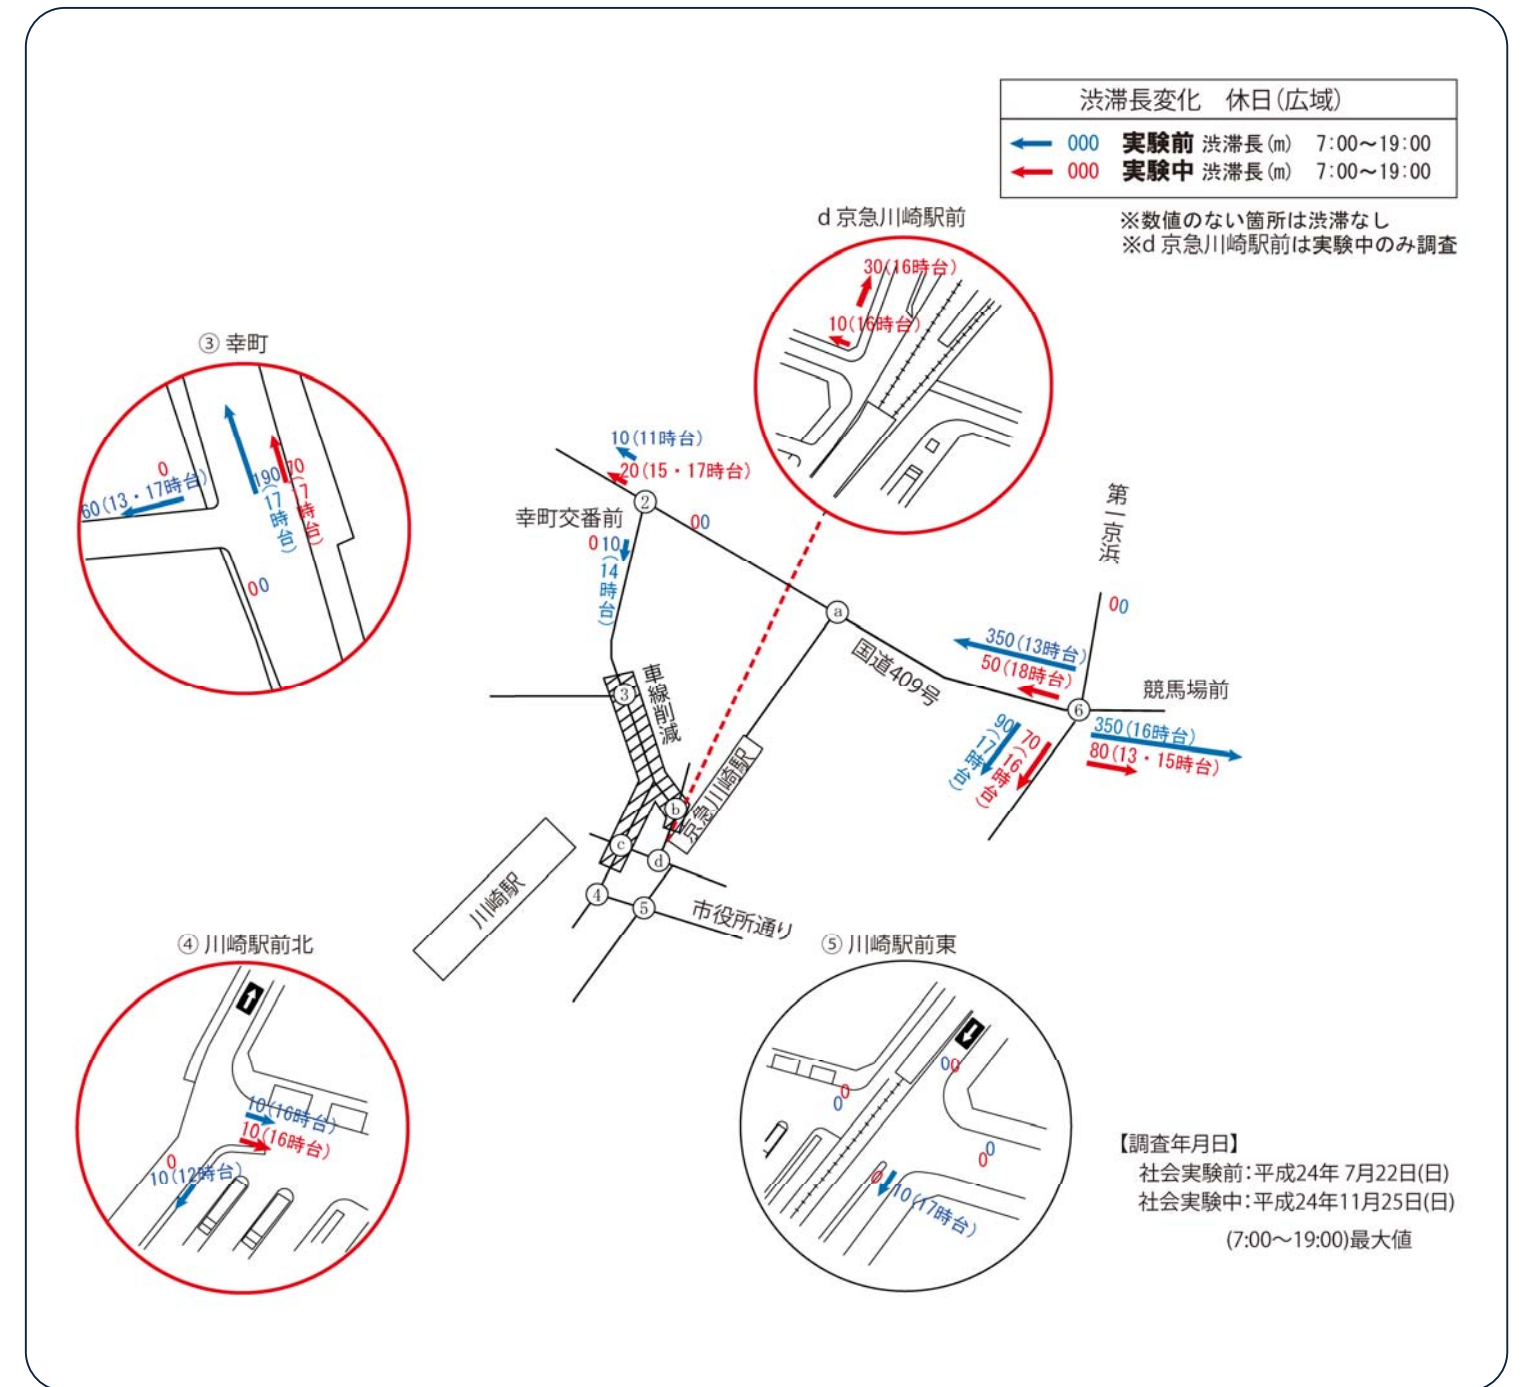 渋滞長変化 休日（広域）
000 実験前 渋滞長(m) 7:00～19:00
000 実験中 渋滞長(m) 7:00～19:00
※数値のない箇所は渋滞なし
※d 京急川崎駅前は実験中のみ調査
d 京急川崎駅前
30(16時台)
10(16時台)
③ 幸町
0
60(13・17時台)
190(17時台)
70(17時台)
00
10(11時台)
20(15・17時台)
②
幸町交番前
00
0 10(14時台)
第一京浜
00
a
国道409号
350(13時台)
50(18時台)
⑥
競馬場前
350(16時台)
80(13・15時台)
90(17時台)
70(16時台)
③
車線削減
京急川崎駅
b
c
d
④
⑤
川崎駅
市役所通り
④ 川崎駅前北
10(16時台)
10(16時台)
0
10(12時台)
⑤ 川崎駅前東
00
0
0
0
0
0
10(17時台)
【調査年月日】
社会実験前：平成24年 7月22日(日)
社会実験中：平成24年11月25日(日)
(7:00～19:00)最大値